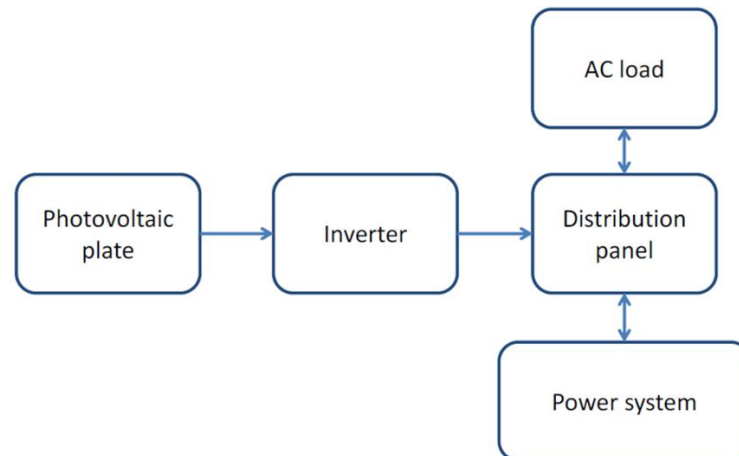 AC load
Photovoltaic
plate
Inverter
Distribution
panel
Power system